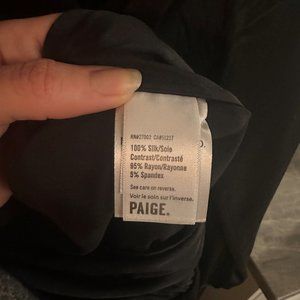 100% Silk/Soie
Contrast/Contrasté
95% Rayon/Rayonne
5% Spandex
See care on reverse.
Voir le soin sur l'inverse.
PAIGE.